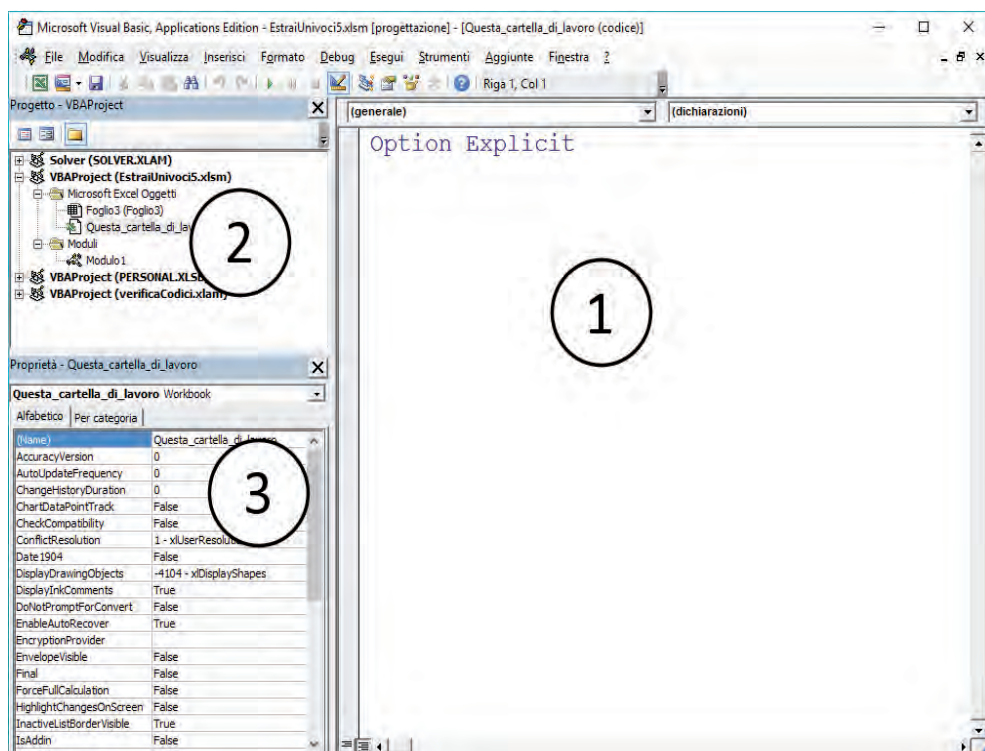 Microsoft Visual Basic, Applications Edition - EstraiUnivoci5.xlsm [progettazione] - [Questa_cartella_di_lavoro (codice)]
File Modifica Visualizza Inserisci Formato Debug Esegui Strumenti Aggiunte Finestra ?
Riga 1, Col 1
Progetto - VBAProject
(generale) (dichiarazioni)
Option Explicit
Solver (SOLVER.XLAM)
VBAProject (EstraiUnivoci5.xlsm)
Microsoft Excel Oggetti
Foglio3 (Foglio3)
Questa_cartella_di_la
Moduli
Modulo1
VBAProject (PERSONAL.XLSB
VBAProject (verificaCodici.xlam)
2
1
Proprietà - Questa_cartella_di_lavoro
Questa_cartella_di_lavoro Workbook
Alfabetico Per categoria
(Name) Questa_cartella_di_lavoro
AccuracyVersion 0
AutoUpdateFrequency 0
ChangeHistoryDuration 0
ChartDataPointTrack False
CheckCompatibility False
ConflictResolution 1 - xlUserResolut
Date1904 False
DisplayDrawingObjects -4104 - xlDisplayShapes
DisplayInkComments True
DoNotPromptForConvert False
EnableAutoRecover True
EncryptionProvider
EnvelopeVisible False
Final False
ForceFullCalculation False
HighlightChangesOnScreen False
InactiveListBorderVisible True
IsAddin False
3